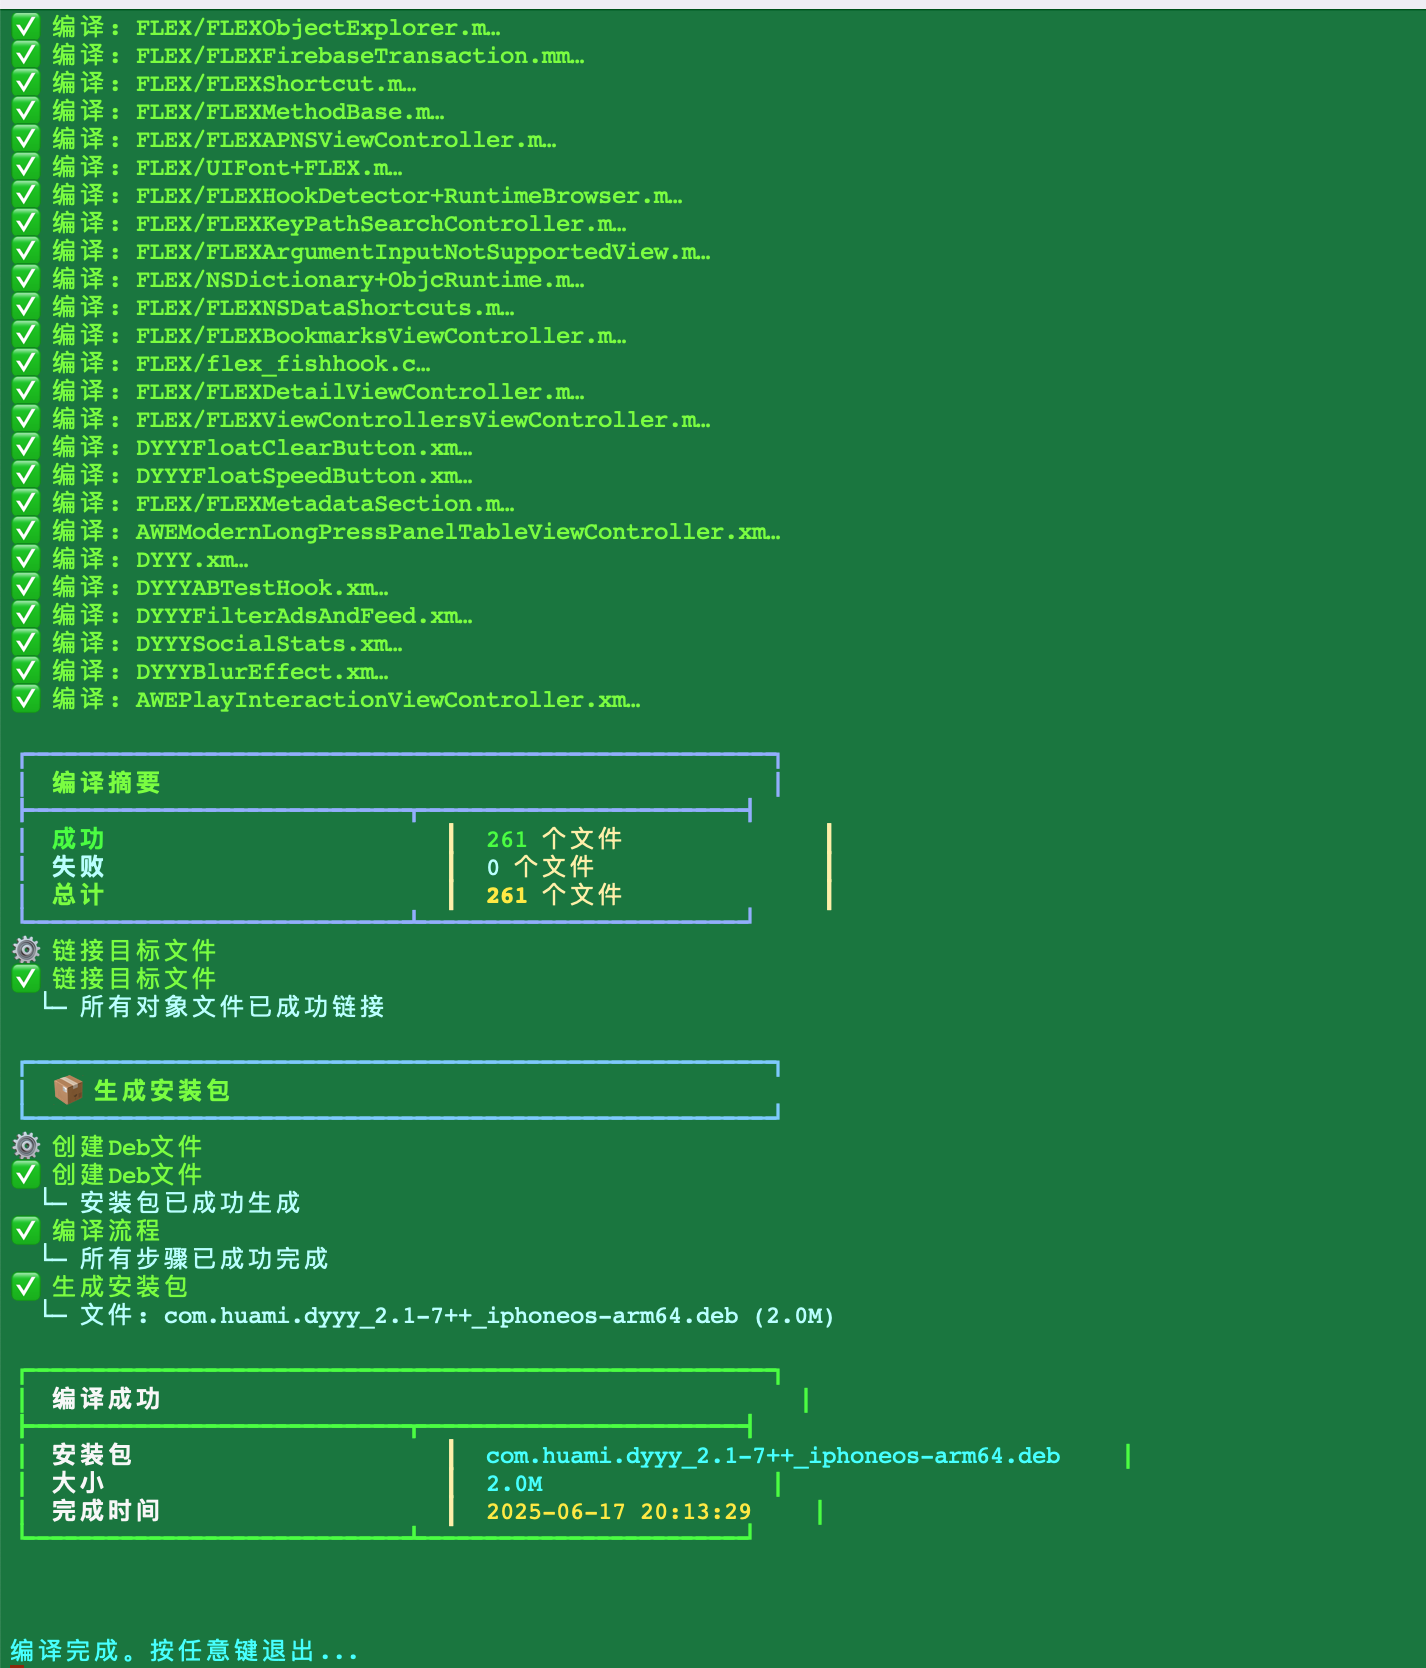 ✅ 编译: FLEX/FLEXObjectExplorer.m…
✅ 编译: FLEX/FLEXFirebaseTransaction.mm…
✅ 编译: FLEX/FLEXShortcut.m…
✅ 编译: FLEX/FLEXMethodBase.m…
✅ 编译: FLEX/FLEXAPNSViewController.m…
✅ 编译: FLEX/UIFont+FLEX.m…
✅ 编译: FLEX/FLEXHookDetector+RuntimeBrowser.m…
✅ 编译: FLEX/FLEXKeyPathSearchController.m…
✅ 编译: FLEX/FLEXArgumentInputNotSupportedView.m…
✅ 编译: FLEX/NSDictionary+ObjcRuntime.m…
✅ 编译: FLEX/FLEXNSDataShortcuts.m…
✅ 编译: FLEX/FLEXBookmarksViewController.m…
✅ 编译: FLEX/flex_fishhook.c…
✅ 编译: FLEX/FLEXDetailViewController.m…
✅ 编译: FLEX/FLEXViewControllersViewController.m…
✅ 编译: DYYYFloatClearButton.xm…
✅ 编译: DYYYFloatSpeedButton.xm…
✅ 编译: FLEX/FLEXMetadataSection.m…
✅ 编译: AWEModernLongPressPanelTableViewController.xm…
✅ 编译: DYYY.xm…
✅ 编译: DYYYABTestHook.xm…
✅ 编译: DYYYFilterAdsAndFeed.xm…
✅ 编译: DYYYSocialStats.xm…
✅ 编译: DYYYBlurEffect.xm…
✅ 编译: AWEPlayInteractionViewController.xm…
编译摘要
成功 261 个文件
失败 0 个文件
总计 261 个文件
⚙️ 链接目标文件
✅ 链接目标文件
└─ 所有对象文件已成功链接
📦 生成安装包
⚙️ 创建Deb文件
✅ 创建Deb文件
└─ 安装包已成功生成
✅ 编译流程
└─ 所有步骤已成功完成
✅ 生成安装包
└─ 文件: com.huami.dyyy_2.1-7++_iphoneos-arm64.deb (2.0M)
编译成功
安装包 com.huami.dyyy_2.1-7++_iphoneos-arm64.deb
大小 2.0M
完成时间 2025-06-17 20:13:29
编译完成。按任意键退出...